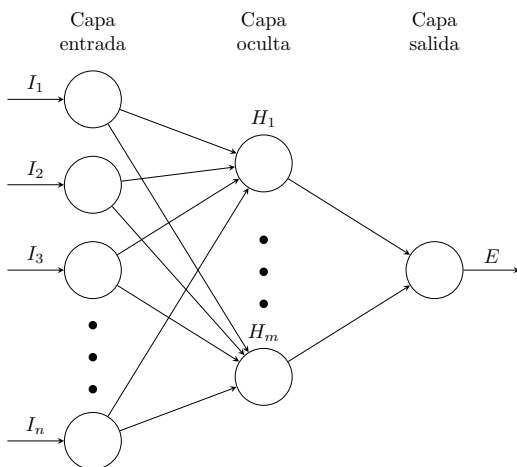 Capa
entrada
Capa
oculta
Capa
salida
I₁
H₁
I₂
I₃
E
Hₘ
Iₙ